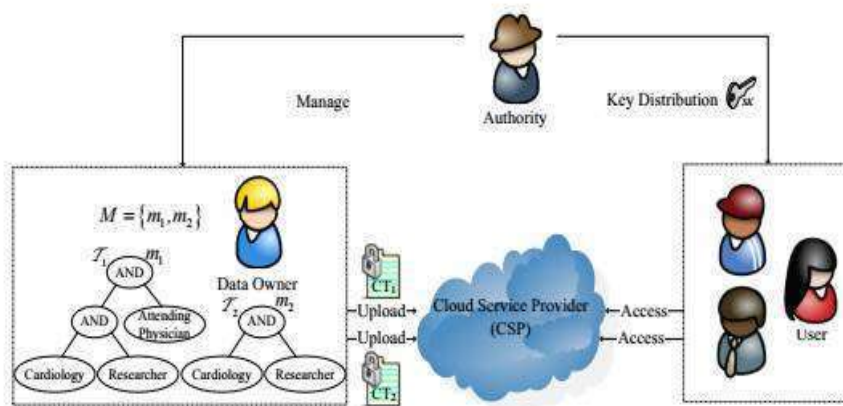 Authority
Manage
Key Distribution
SK
M = {m₁, m₂}
𝒯₁
m₁
AND
Data Owner
𝒯₂
m₂
AND
AND
Attending
Physician
Cardiology
Researcher
Cardiology
Researcher
CT₁
Upload
Upload
CT₂
Cloud Service Provider
(CSP)
Access
Access
User